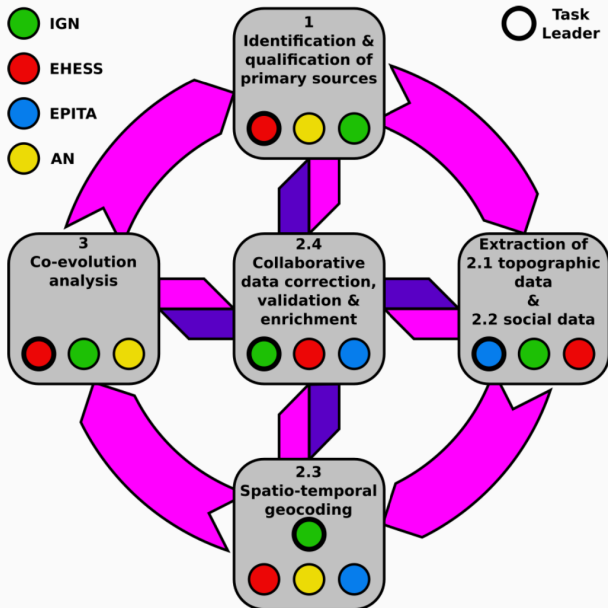 IGN
EHESS
EPITA
AN
Task
Leader
1
Identification &
qualification of
primary sources
3
Co-evolution
analysis
2.4
Collaborative
data correction,
validation &
enrichment
Extraction of
2.1 topographic
data
&
2.2 social data
2.3
Spatio-temporal
geocoding